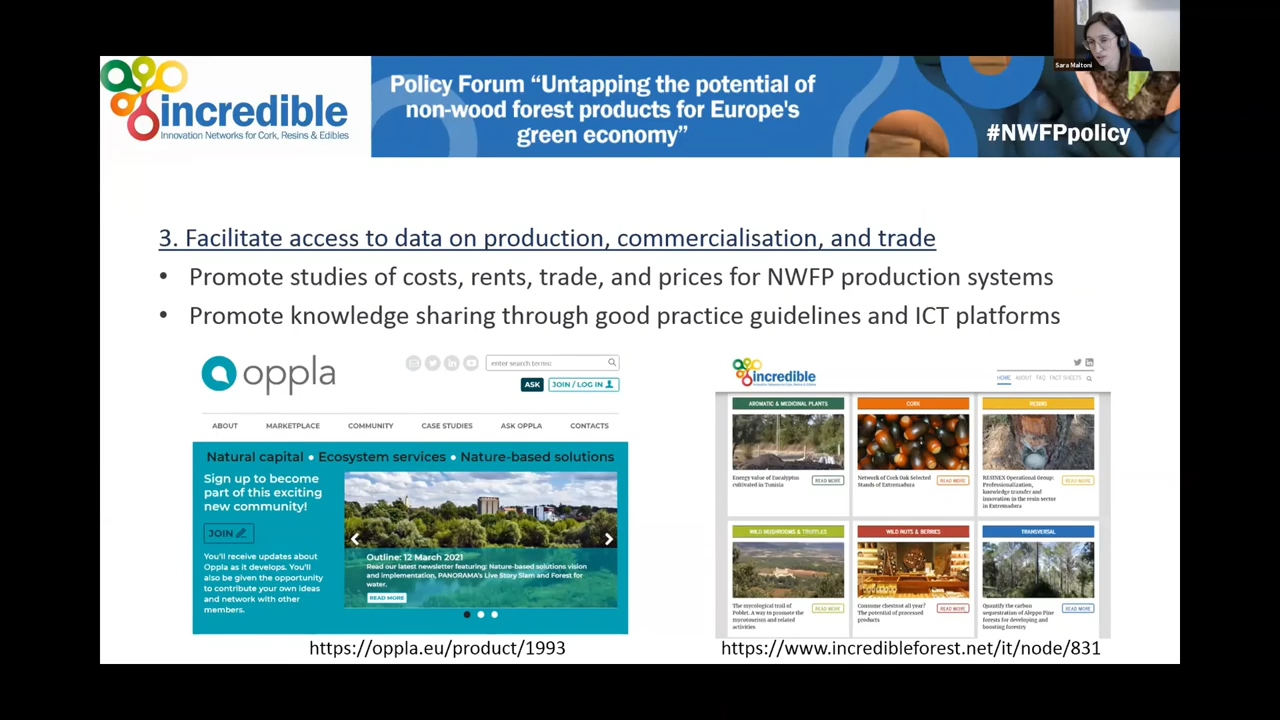 Sara Maltoni
incredible
Innovation Networks for Cork, Resins & Edibles
Policy Forum “Untapping the potential of
non-wood forest products for Europe's
green economy”
#NWFPpolicy
3. Facilitate access to data on production, commercialisation, and trade
• Promote studies of costs, rents, trade, and prices for NWFP production systems
• Promote knowledge sharing through good practice guidelines and ICT platforms
oppla
enter search terms:
ASK
JOIN / LOG IN
ABOUT MARKETPLACE COMMUNITY CASE STUDIES ASK OPPLA CONTACTS
Natural capital • Ecosystem services • Nature-based solutions
Sign up to become
part of this exciting
new community!
JOIN
You'll receive updates about
Oppla as it develops. You'll
also be given the opportunity
to contribute your own ideas
and network with other
members.
Outline: 12 March 2021
Read our latest newsletter featuring: Nature-based solutions vision
and implementation, PANORAMA's Live Story Slam and Forest for
water.
READ MORE
https://oppla.eu/product/1993
incredible
Innovation Networks for Cork, Resins & Edibles
HOME ABOUT FAQ FACT SHEETS
AROMATIC & MEDICINAL PLANTS
Energy value of Eucalyptus
cultivated in Tunisia
READ MORE
CORK
Network of Cork Oak Selected
Stands of Extremadura
READ MORE
RESINS
RESINEX Operational Group:
Professionalization,
knowledge transfer and
innovation in the resin sector
in Extremadura
READ MORE
WILD MUSHROOMS & TRUFFLES
The mycological trail of
Poblet. A way to promote the
mycotourism and related
activities
READ MORE
WILD NUTS & BERRIES
Consume chestnut all year?
The potential of processed
products
READ MORE
TRANSVERSAL
Quantify the carbon
sequestration of Aleppo Pine
forests for developing and
boosting forestry
READ MORE
https://www.incredibleforest.net/it/node/831